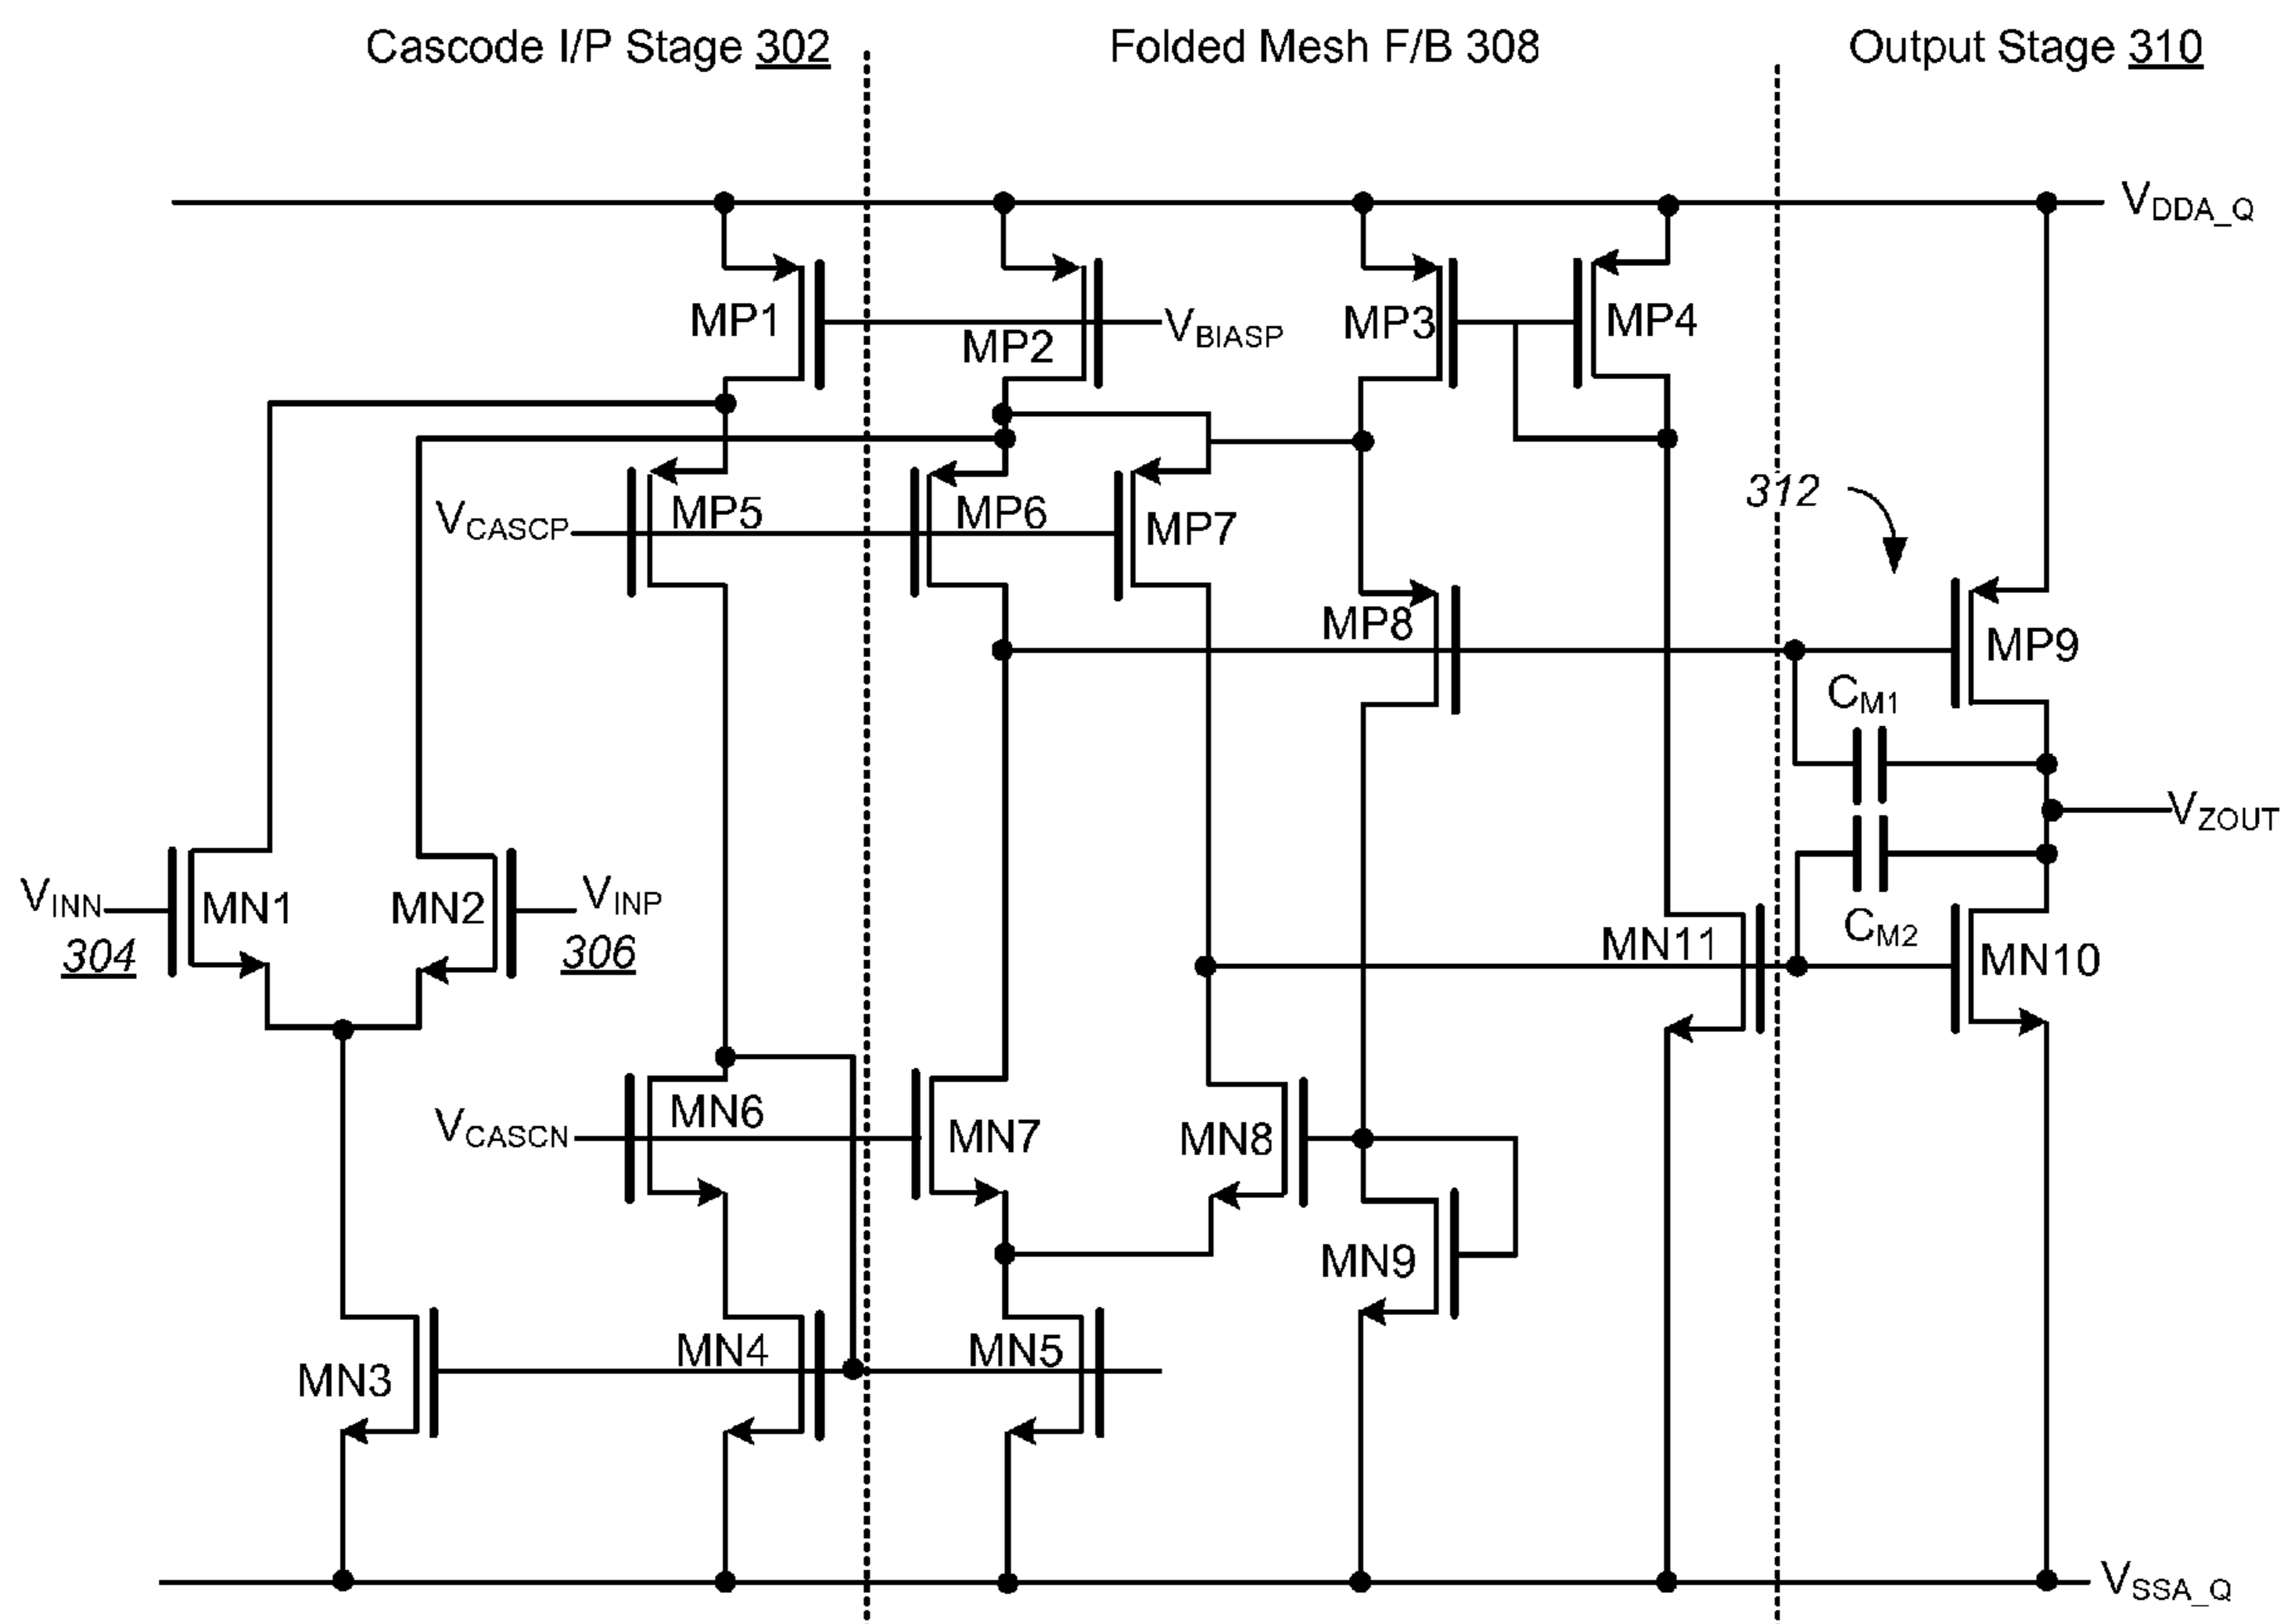 Cascode I/P Stage 302
Folded Mesh F/B 308
Output Stage 310
VDDA_Q
MP1
MP2
VBIASP
MP3
MP4
VCASCP
MP5
MP6
MP7
312
MP8
MP9
CM1
VZOUT
VINN
304
MN1
MN2
VINP
306
CM2
MN11
MN10
VCASCN
MN6
MN7
MN8
MN9
MN3
MN4
MN5
VSSA_Q